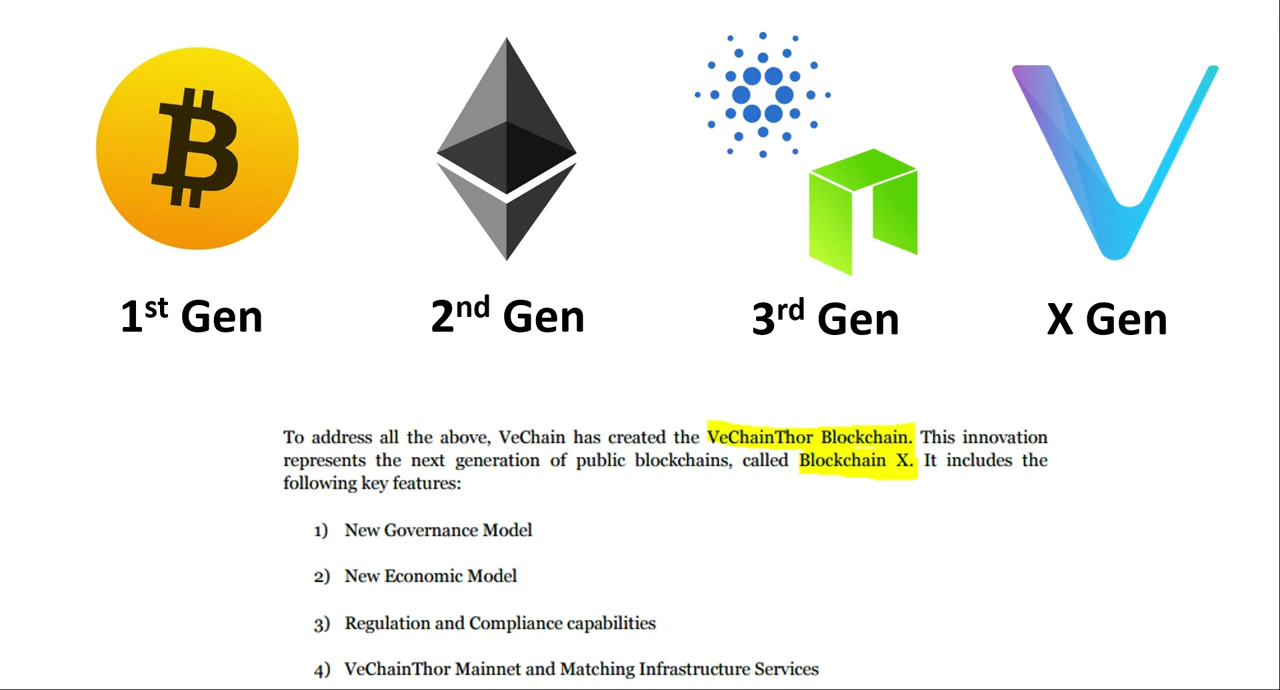 1st Gen
2nd Gen
3rd Gen
X Gen
To address all the above, VeChain has created the VeChainThor Blockchain. This innovation
represents the next generation of public blockchains, called Blockchain X. It includes the
following key features:
1) New Governance Model
2) New Economic Model
3) Regulation and Compliance capabilities
4) VeChainThor Mainnet and Matching Infrastructure Services